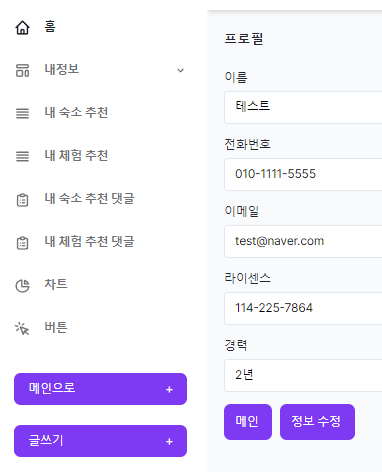 홈
내정보
내 숙소 추천
내 체험 추천
내 숙소 추천 댓글
내 체험 추천 댓글
차트
버튼
메인으로 +
글쓰기 +
프로필
이름
테스트
전화번호
010-1111-5555
이메일
test@naver.com
라이센스
114-225-7864
경력
2년
메인 정보 수정